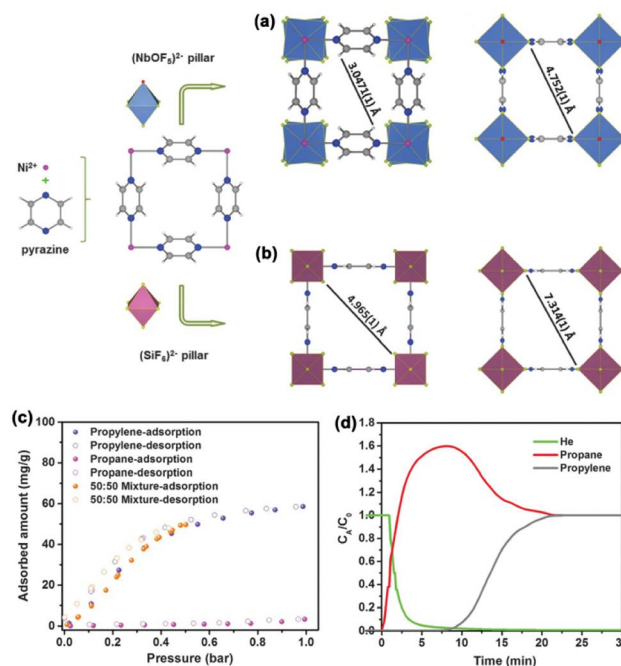 (a)
(NbOF₅)²⁻ pillar
3.0471(1) Å
4.752(1) Å
Ni²⁺
+
pyrazine
(b)
4.965(1) Å
7.314(1) Å
(SiF₆)²⁻ pillar
(c)
100
80
60
40
20
0
Propylene-adsorption
Propylene-desorption
Propane-adsorption
Propane-desorption
50:50 Mixture-adsorption
50:50 Mixture-desorption
Adsorbed amount (mg/g)
0.0 0.2 0.4 0.6 0.8 1.0
Pressure (bar)
(d)
1.8
1.6
1.4
1.2
1.0
0.8
0.6
0.4
0.2
0.0
He
Propane
Propylene
C_A/C_0
0 5 10 15 20 25 30
Time (min)